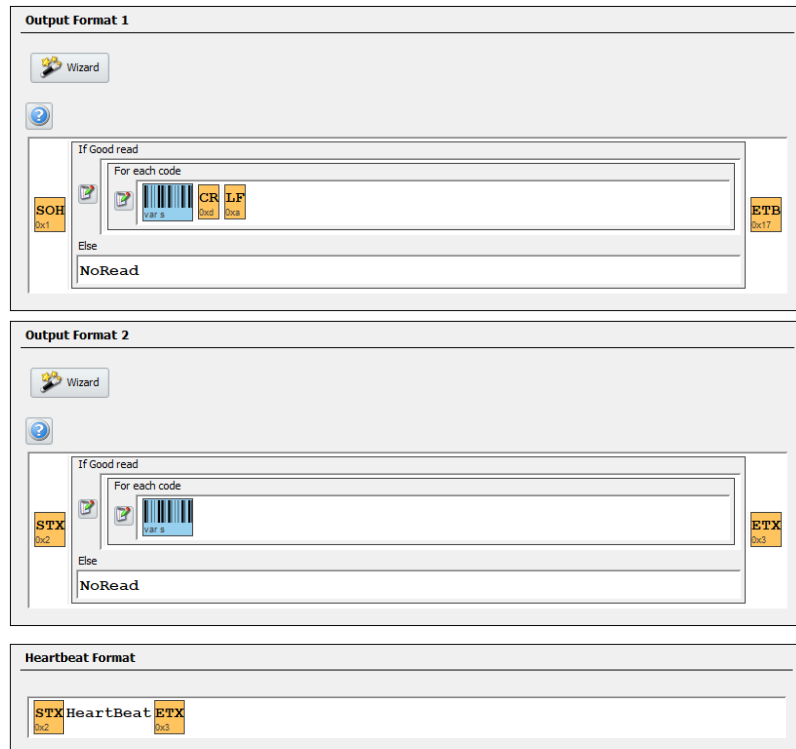 Output Format 1
Wizard
If Good read
For each code
var s CR 0xd LF 0xa
SOH 0x1
ETB 0x17
Else
NoRead
Output Format 2
Wizard
If Good read
For each code
var s
STX 0x2
ETX 0x3
Else
NoRead
Heartbeat Format
STX 0x2 HeartBeat ETX 0x3